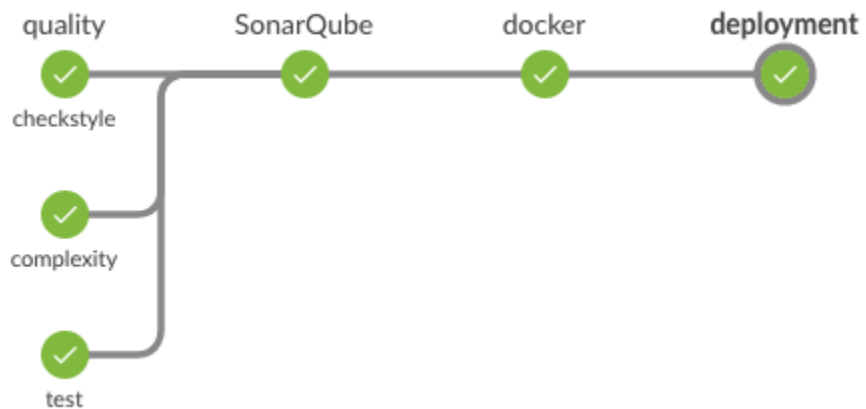 quality
SonarQube
docker
deployment
checkstyle
complexity
test